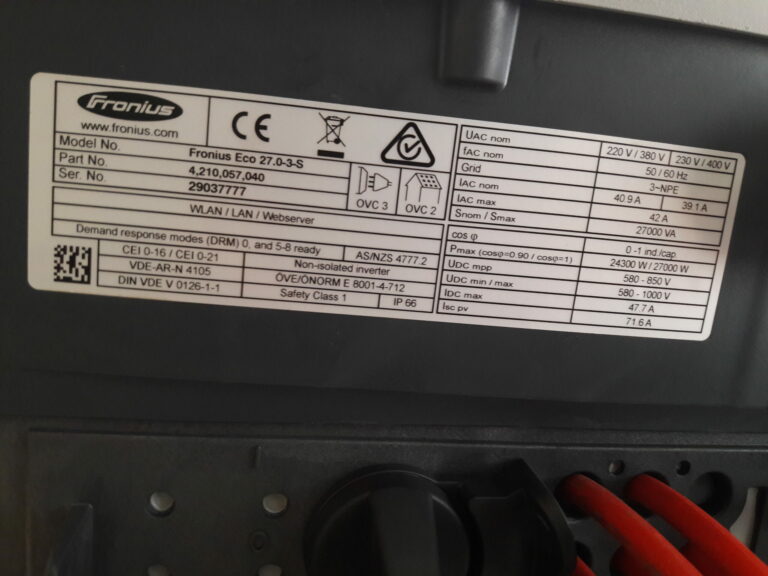 Fronius
www.fronius.com
CE
Model No. Fronius Eco 27.0-3-S
Part No. 4,210,057,040
Ser. No. 29037777
OVC 3 OVC 2
WLAN / LAN / Webserver
Demand response modes (DRM) 0, and 5-8 ready AS/NZS 4777.2
CEI 0-16 / CEI 0-21 Non-isolated inverter
VDE-AR-N 4105 ÖVE/ÖNORM E 8001-4-712
DIN VDE V 0126-1-1 Safety Class 1 IP 66
UAC nom 220 V / 380 V 230 V / 400 V
fAC nom 50 / 60 Hz
Grid 3~NPE
IAC nom 40.9 A 39.1 A
IAC max 42 A
Snom / Smax 27000 VA
cos φ 0 -1 ind./cap.
Pmax (cosφ=0.90 / cosφ=1) 24300 W / 27000 W
UDC mpp 580 - 850 V
UDC min / max 580 - 1000 V
IDC max 47.7 A
Isc pv 71.6 A